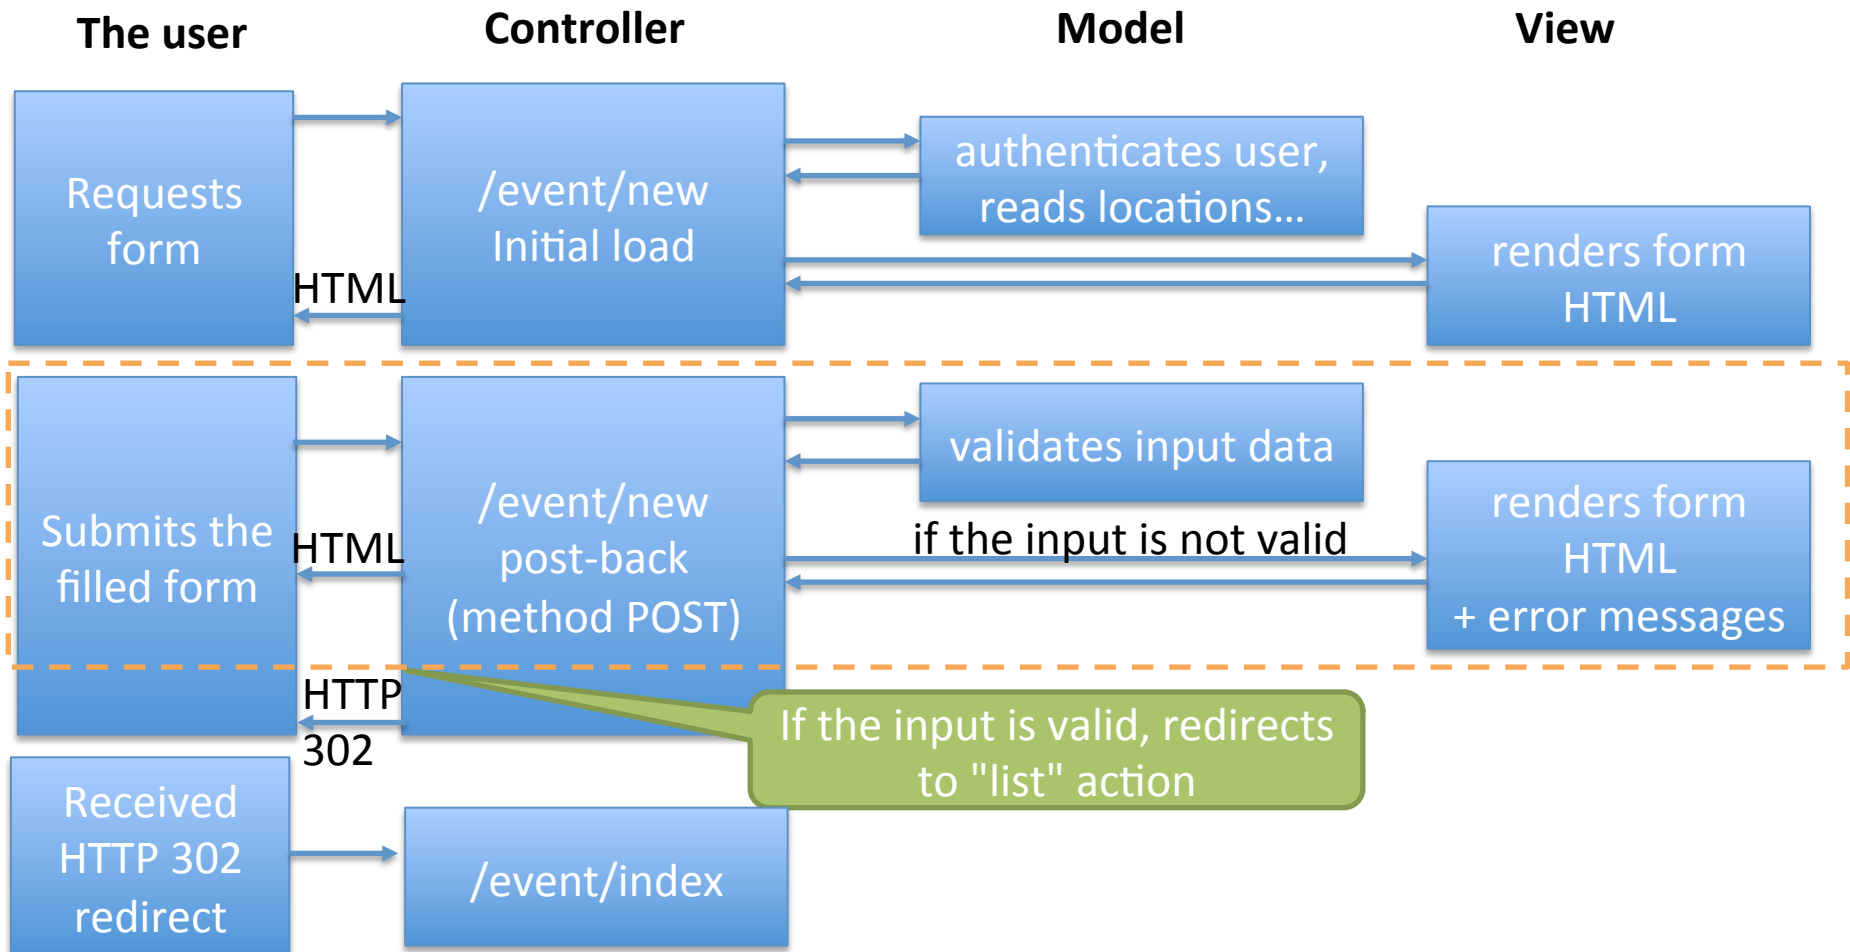 The user
Controller
Model
View
Requests
form
/event/new
Initial load
authenticates user,
reads locations...
renders form
HTML
HTML
Submits the
filled form
/event/new
post-back
(method POST)
validates input data
if the input is not valid
renders form
HTML
+ error messages
HTML
HTTP
302
If the input is valid, redirects
to "list" action
Received
HTTP 302
redirect
/event/index